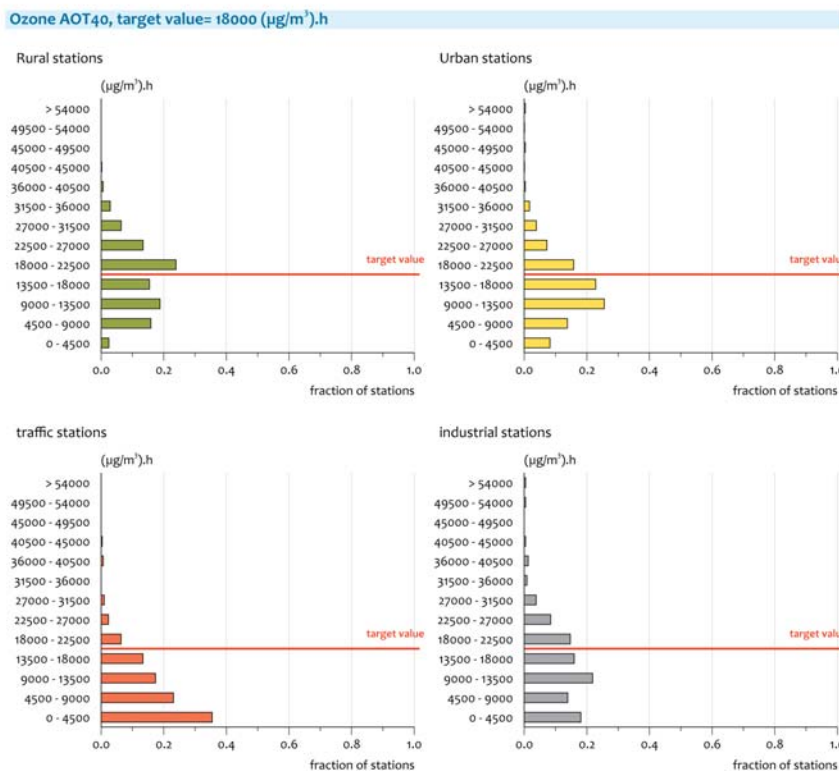 Ozone AOT40, target value= 18000 (µg/m³).h
Rural stations
(µg/m³).h
> 54000
49500 - 54000
45000 - 49500
40500 - 45000
36000 - 40500
31500 - 36000
27000 - 31500
22500 - 27000
18000 - 22500
target value
13500 - 18000
9000 - 13500
4500 - 9000
0 - 4500
0.0 0.2 0.4 0.6 0.8 1.0
fraction of stations
Urban stations
(µg/m³).h
> 54000
49500 - 54000
45000 - 49500
40500 - 45000
36000 - 40500
31500 - 36000
27000 - 31500
22500 - 27000
18000 - 22500
target valu
13500 - 18000
9000 - 13500
4500 - 9000
0 - 4500
0.0 0.2 0.4 0.6 0.8 1.0
fraction of stations
traffic stations
(µg/m³).h
> 54000
49500 - 54000
45000 - 49500
40500 - 45000
36000 - 40500
31500 - 36000
27000 - 31500
22500 - 27000
18000 - 22500
target value
13500 - 18000
9000 - 13500
4500 - 9000
0 - 4500
0.0 0.2 0.4 0.6 0.8 1.0
fraction of stations
industrial stations
(µg/m³).h
> 54000
49500 - 54000
45000 - 49500
40500 - 45000
36000 - 40500
31500 - 36000
27000 - 31500
22500 - 27000
18000 - 22500
target valu
13500 - 18000
9000 - 13500
4500 - 9000
0 - 4500
0.0 0.2 0.4 0.6 0.8 1.0
fraction of stations